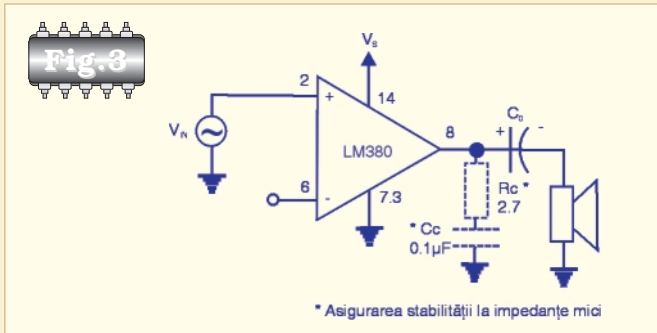 Fig.3
Vs
2
+
14
VIN
LM380
8
+ Co -
6
-
7.3
Rc *
2.7
* Cc
0.1µF
* Asigurarea stabilității la impedanțe mici